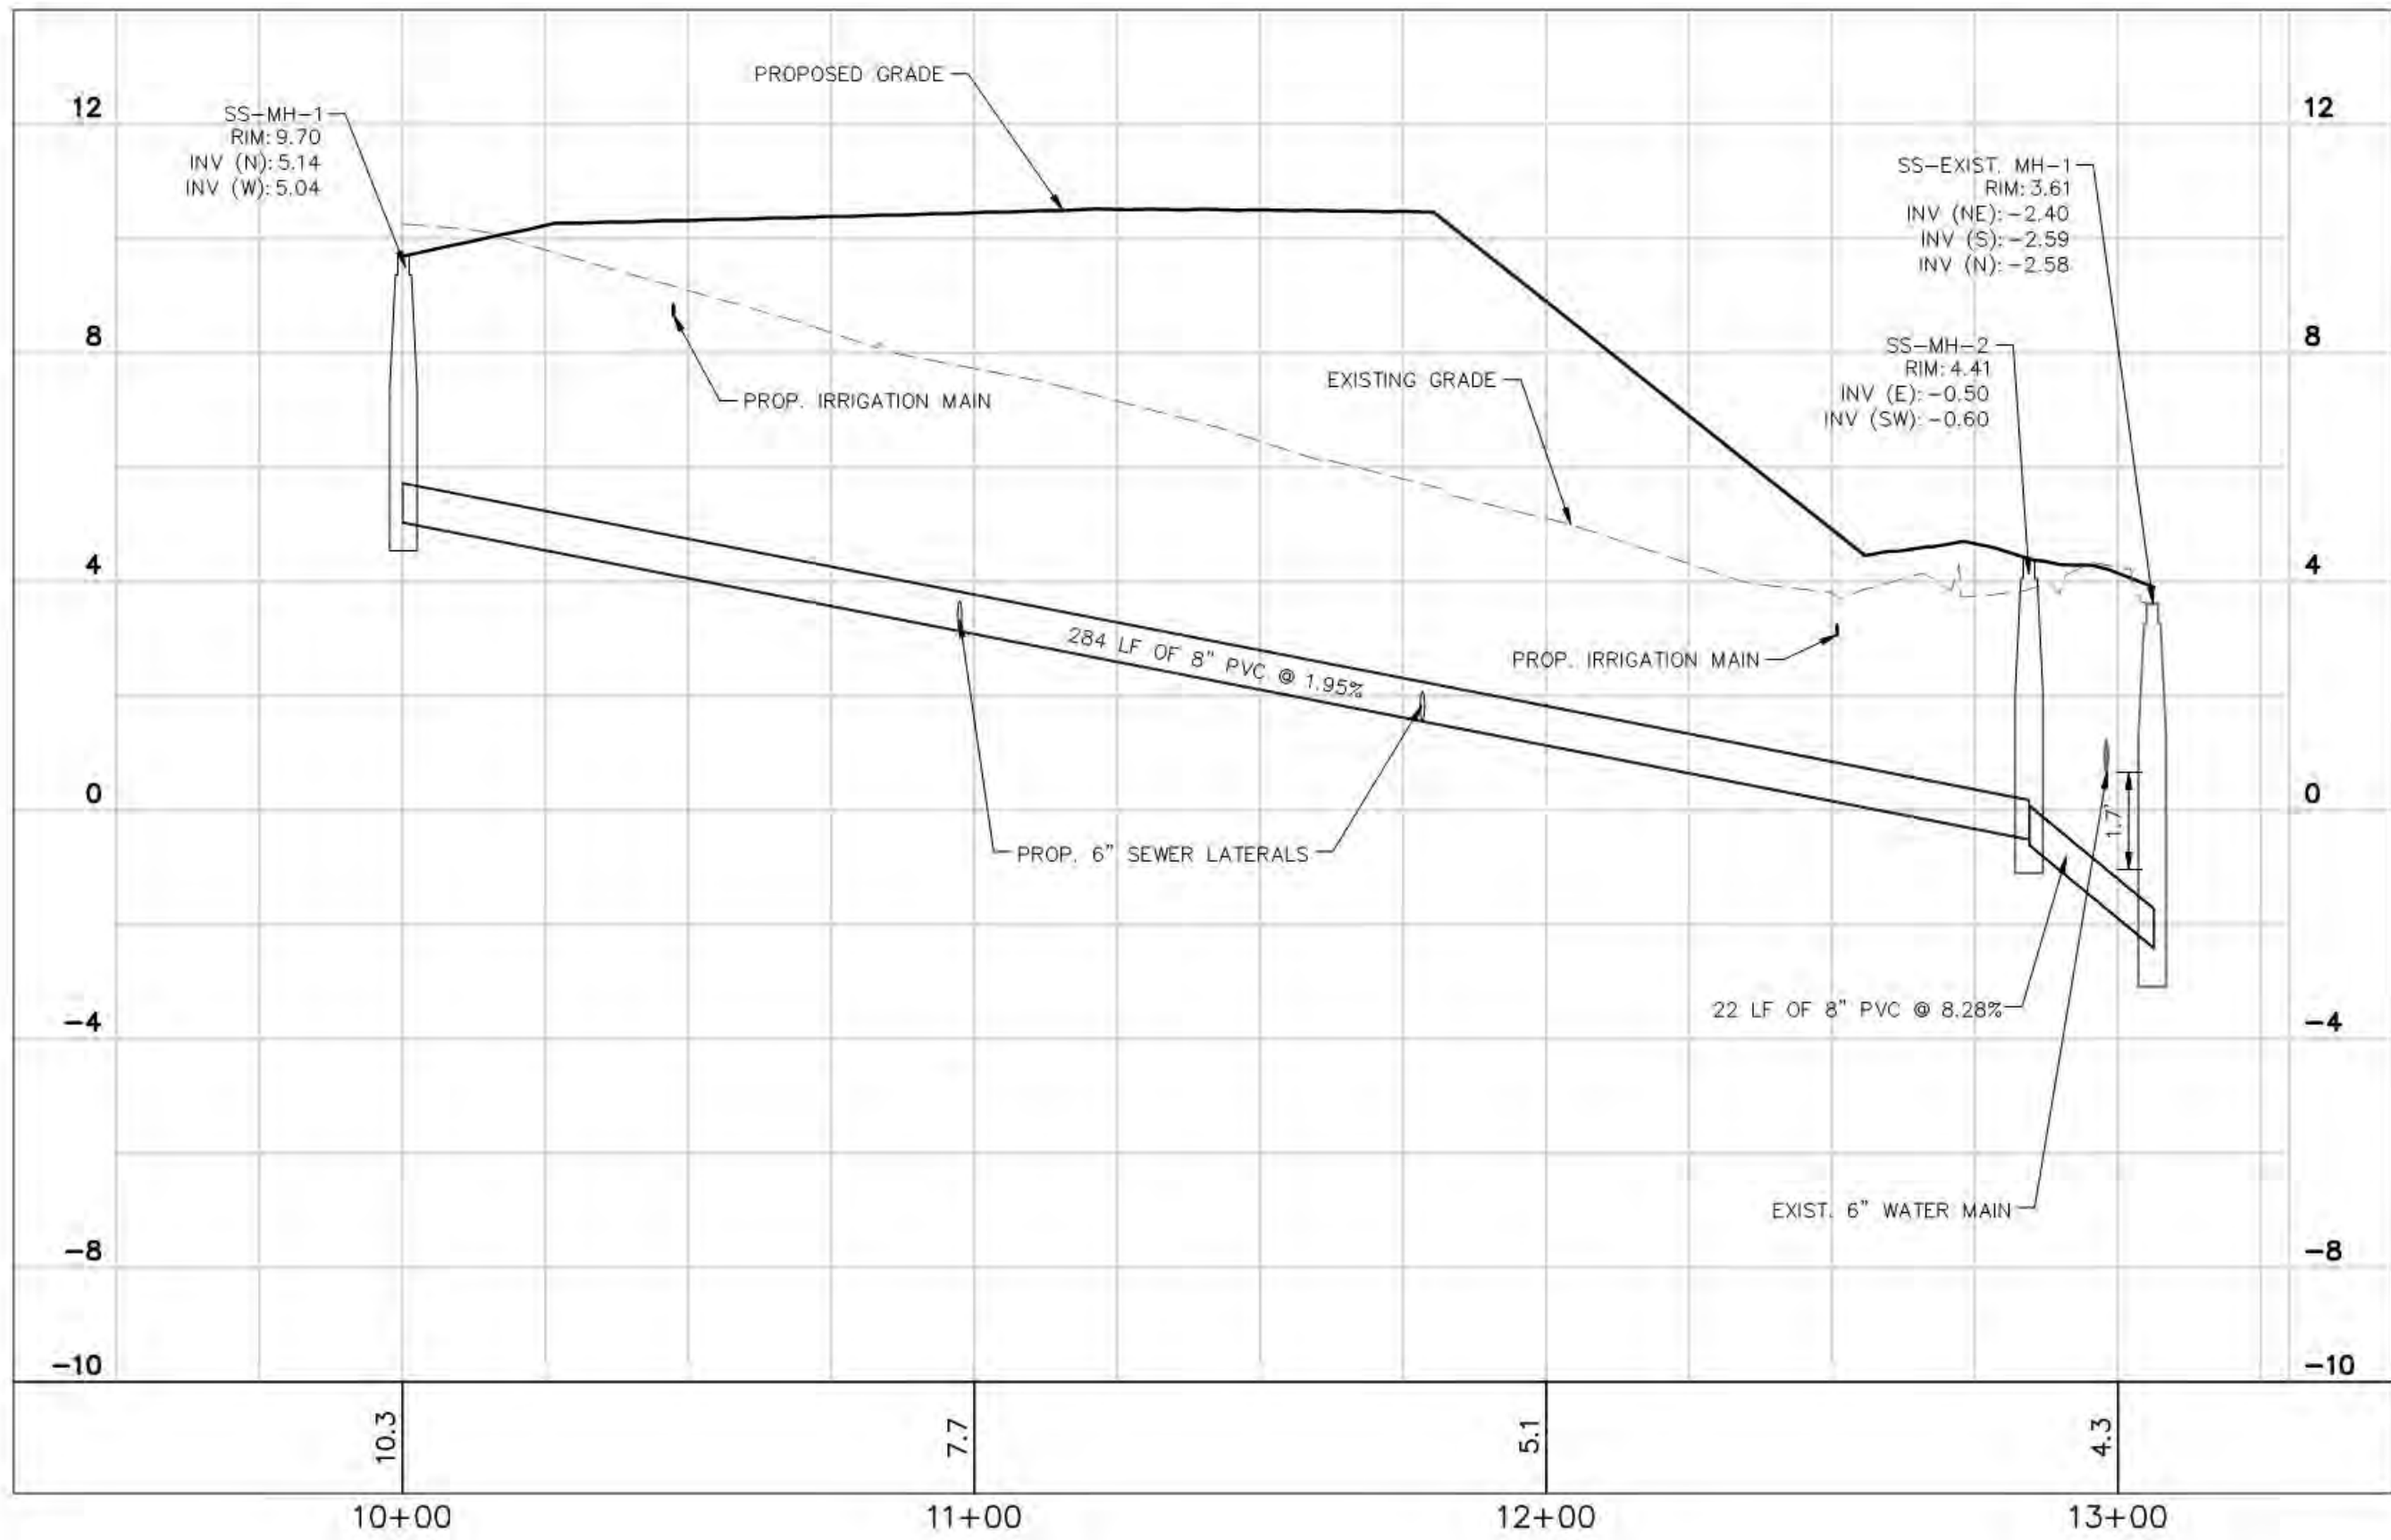 PROPOSED GRADE
12
12
SS-MH-1
RIM: 9.70
INV (N): 5.14
INV (W): 5.04
SS-EXIST. MH-1
RIM: 3.61
INV (NE): -2.40
INV (S): -2.59
INV (N): -2.58
8
8
SS-MH-2
RIM: 4.41
INV (E): -0.50
INV (SW): -0.60
EXISTING GRADE
PROP. IRRIGATION MAIN
4
4
284 LF OF 8" PVC @ 1.95%
PROP. IRRIGATION MAIN
0
0
1.7'
PROP. 6" SEWER LATERALS
22 LF OF 8" PVC @ 8.28%
-4
-4
EXIST. 6" WATER MAIN
-8
-8
-10
-10
10.3
7.7
5.1
4.3
10+00
11+00
12+00
13+00